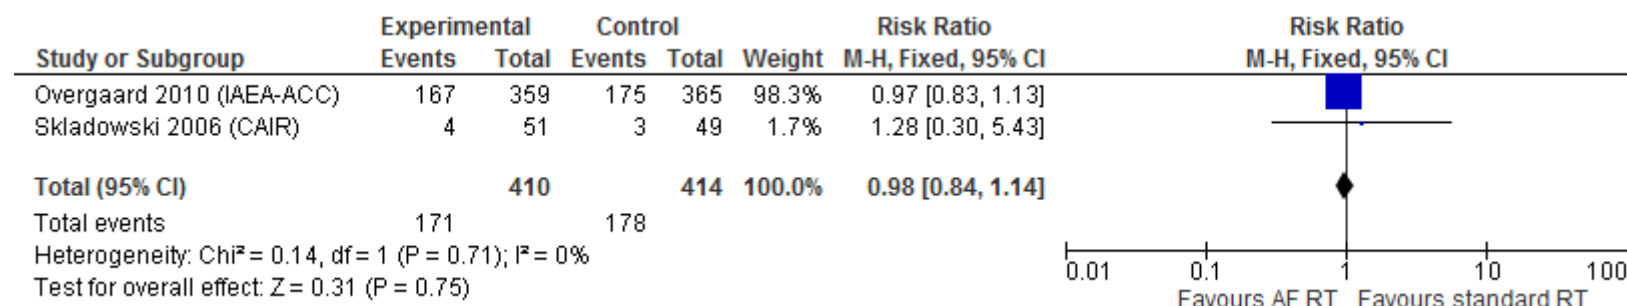 Experimental Control Risk Ratio Risk Ratio
Study or Subgroup Events Total Events Total Weight M-H, Fixed, 95% CI M-H, Fixed, 95% CI
Overgaard 2010 (IAEA-ACC) 167 359 175 365 98.3% 0.97 [0.83, 1.13]
Skladowski 2006 (CAIR) 4 51 3 49 1.7% 1.28 [0.30, 5.43]
Total (95% CI) 410 414 100.0% 0.98 [0.84, 1.14]
Total events 171 178
Heterogeneity: Chi² = 0.14, df = 1 (P = 0.71); I² = 0%
Test for overall effect: Z = 0.31 (P = 0.75)
0.01 0.1 1 10 100
Favours AF RT Favours standard RT